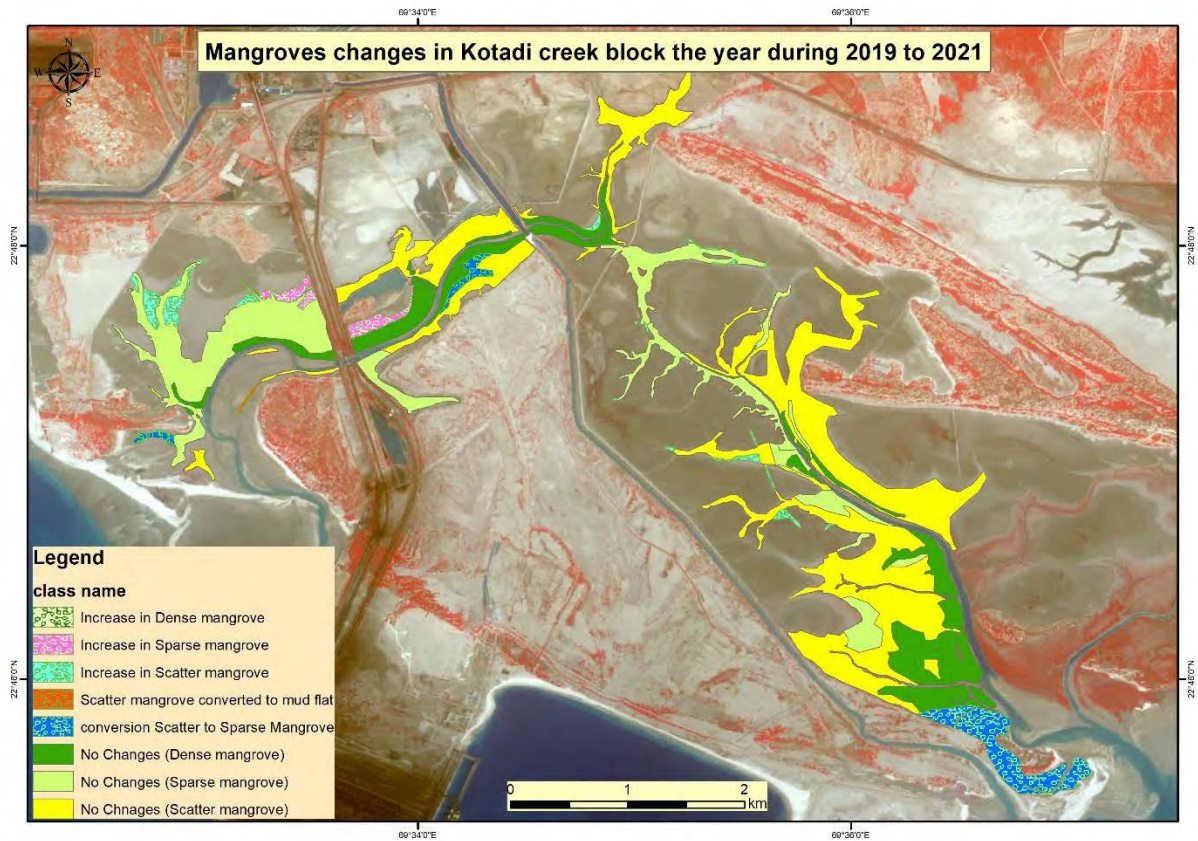 69°34'0"E
69°36'0"E
Mangroves changes in Kotadi creek block the year during 2019 to 2021
N
W E
S
22°48'0"N
22°48'0"N
Legend
class name
Increase in Dense mangrove
Increase in Sparse mangrove
Increase in Scatter mangrove
Scatter mangrove converted to mud flat
conversion Scatter to Sparse Mangrove
No Changes (Dense mangrove)
No Changes (Sparse mangrove)
No Chnages (Scatter mangrove)
22°46'0"N
22°46'0"N
0 1 2
km
69°34'0"E
69°36'0"E